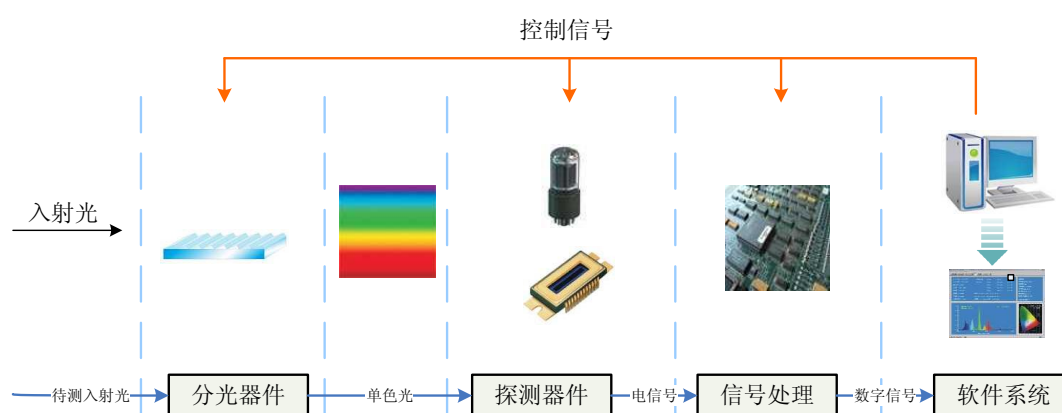 控制信号
入射光
待测入射光
分光器件
单色光
探测器件
电信号
信号处理
数字信号
软件系统